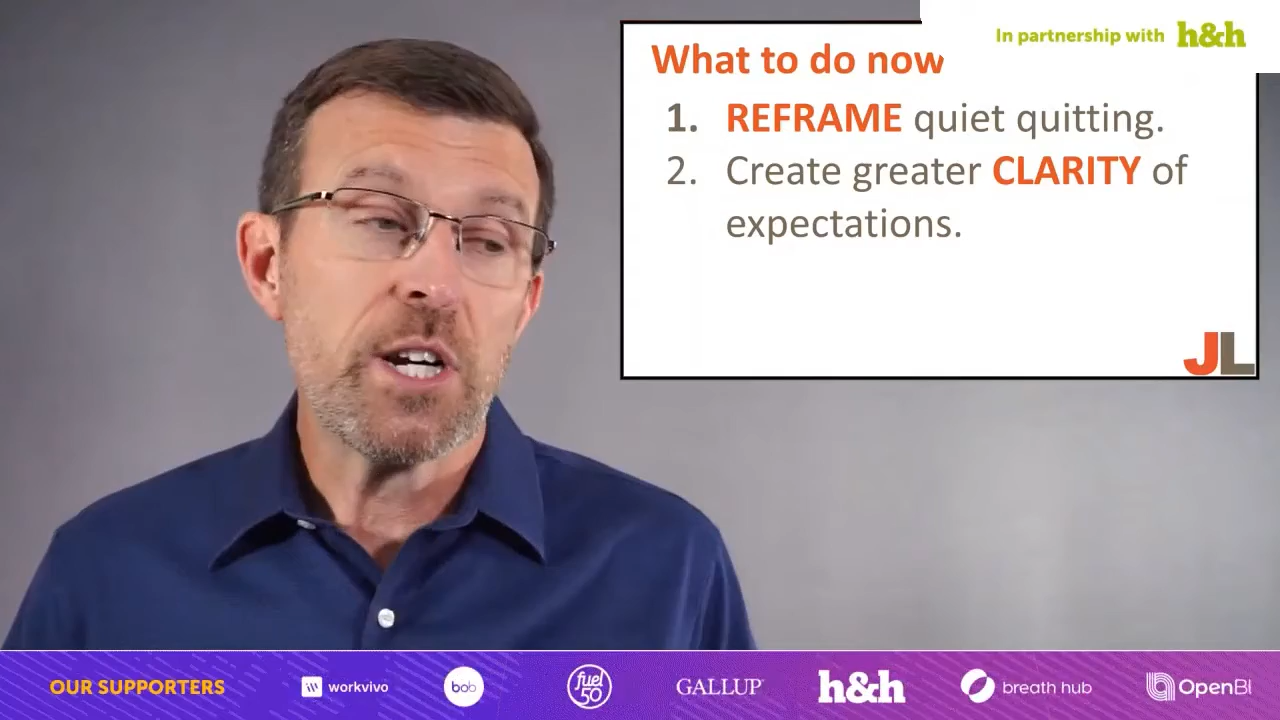 In partnership with h&h
What to do now
1. REFRAME quiet quitting.
2. Create greater CLARITY of
expectations.
JL
OUR SUPPORTERS
workvivo
bob
fuel
50
GALLUP
h&h
breath hub
OpenBI